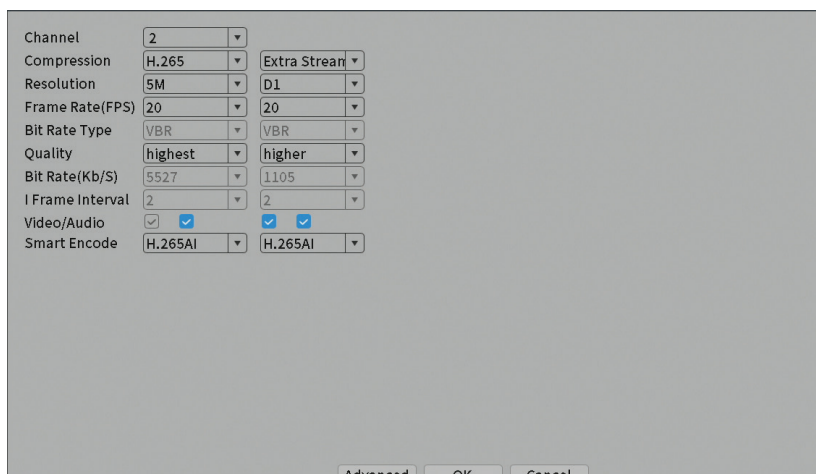 Channel 2
Compression H.265 Extra Stream
Resolution 5M D1
Frame Rate(FPS) 20 20
Bit Rate Type VBR VBR
Quality highest higher
Bit Rate(Kb/S) 5527 1105
I Frame Interval 2 2
Video/Audio
Smart Encode H.265AI H.265AI
Advanced OK Cancel